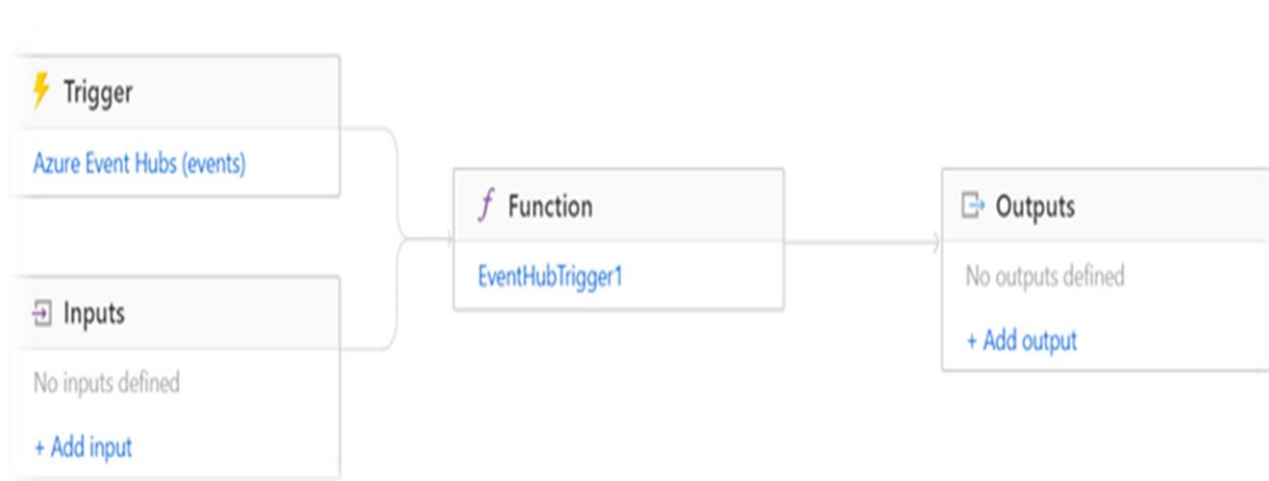 Trigger
Azure Event Hubs (events)
Inputs
No inputs defined
+ Add input
Function
EventHubTrigger1
Outputs
No outputs defined
+ Add output